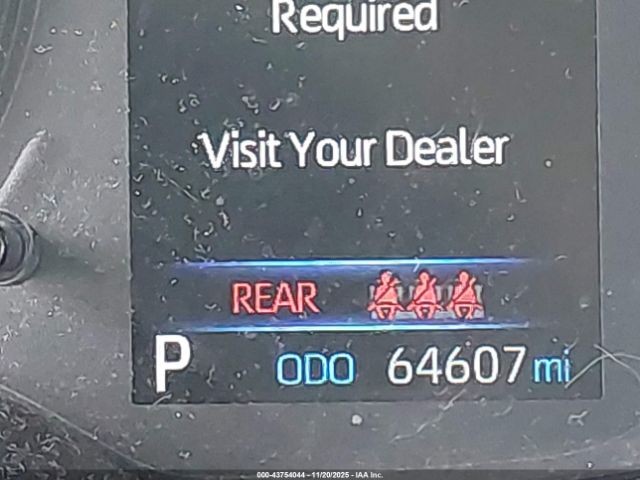 Required
Visit Your Dealer
REAR
P ODO 64607 mi
000-43754044 - 11/20/2025 - IAA Inc.